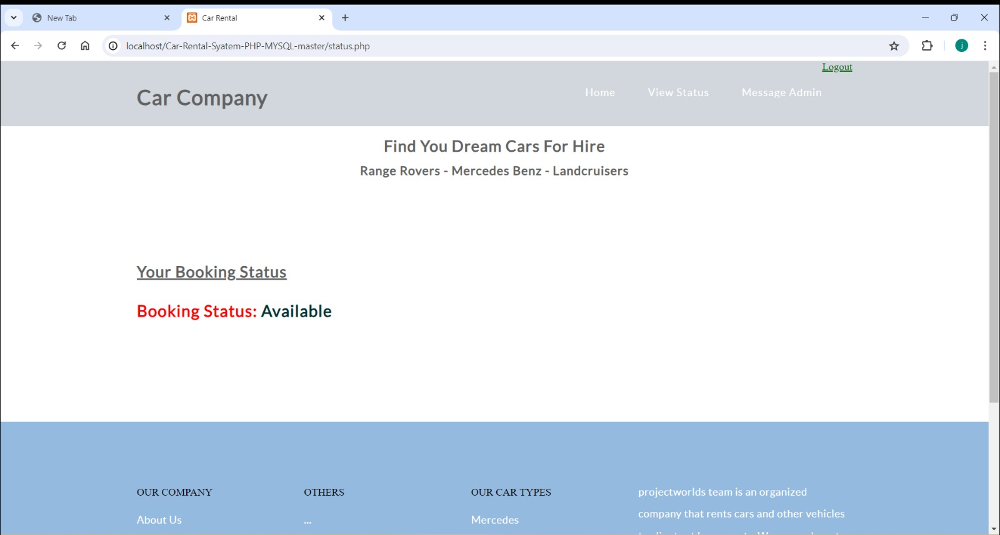 New Tab
Car Rental
localhost/Car-Rental-Syatem-PHP-MYSQL-master/status.php
j
Logout
Car Company
Home View Status Message Admin
Find You Dream Cars For Hire
Range Rovers - Mercedes Benz - Landcruisers
Your Booking Status
Booking Status: Available
OUR COMPANY OTHERS OUR CAR TYPES projectworlds team is an organized
company that rents cars and other vehicles
About Us ... Mercedes